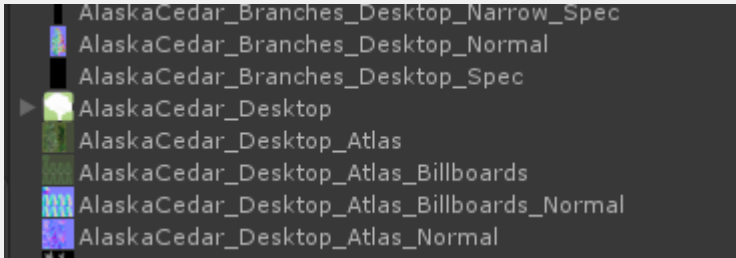 AlaskaCedar_Branches_Desktop_Narrow_Spec
AlaskaCedar_Branches_Desktop_Normal
AlaskaCedar_Branches_Desktop_Spec
AlaskaCedar_Desktop
AlaskaCedar_Desktop_Atlas
AlaskaCedar_Desktop_Atlas_Billboards
AlaskaCedar_Desktop_Atlas_Billboards_Normal
AlaskaCedar_Desktop_Atlas_Normal